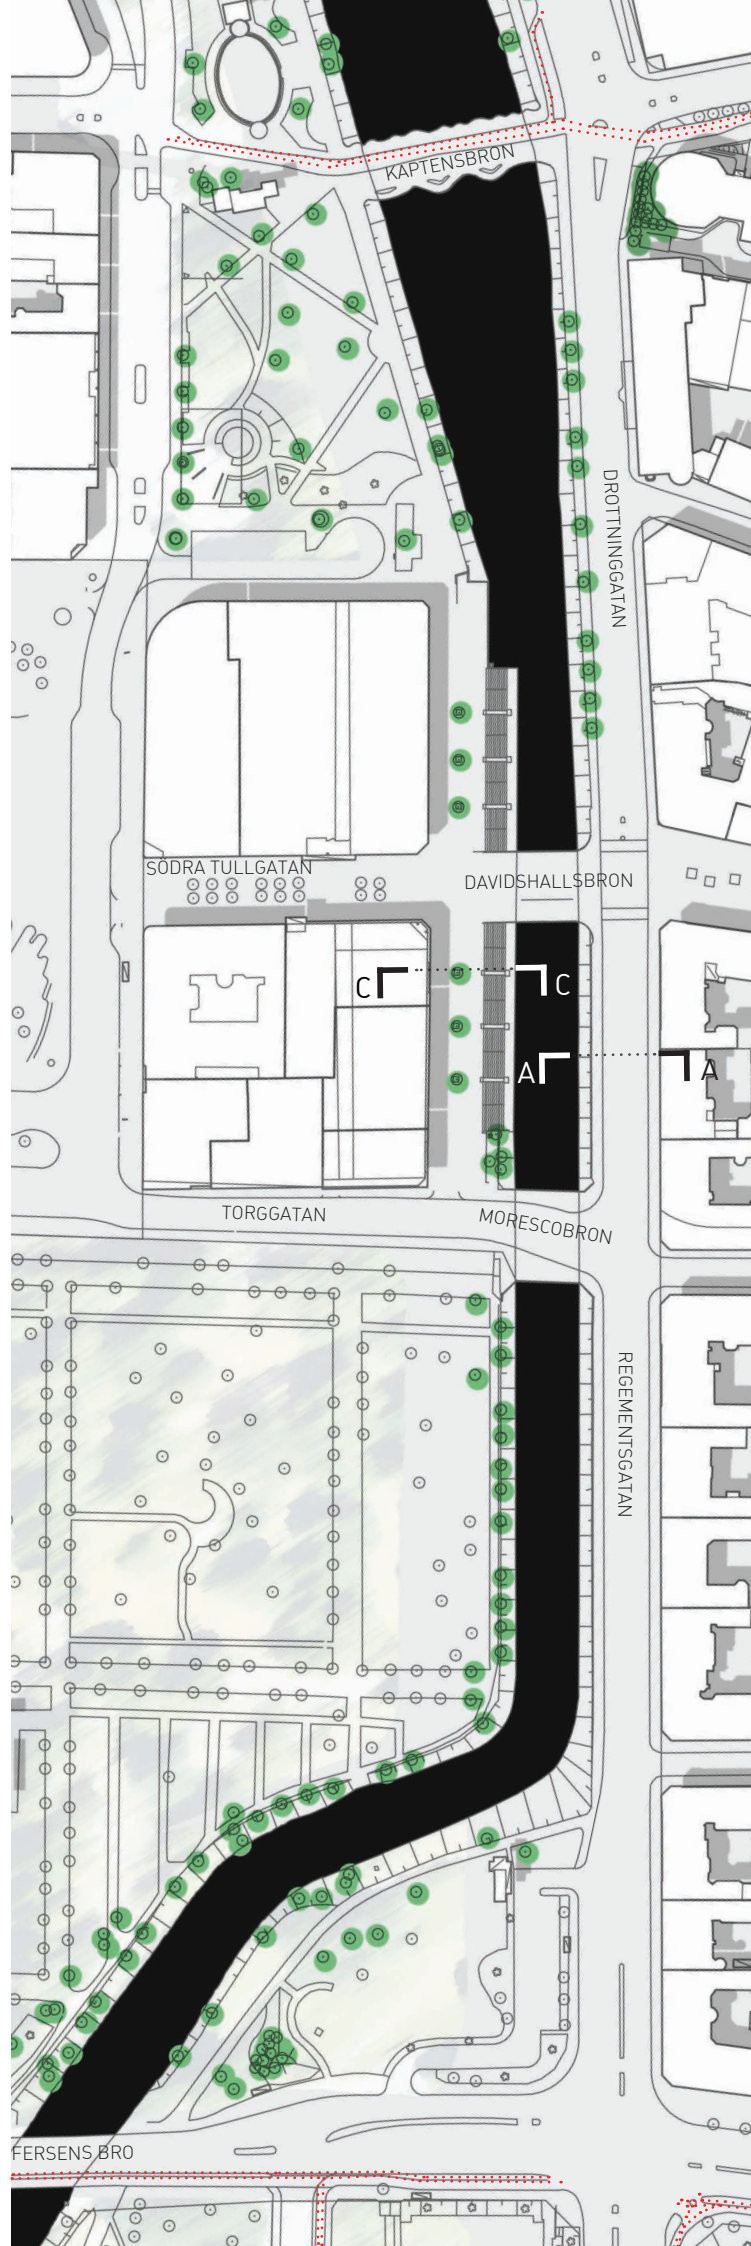 KAPTENSBRON
DROTTNINGGATAN
SÖDRA TULLGATAN
DAVIDSHALLSBRON
C
C
A
A
TORGGATAN
MORESCOBRON
REGEMENTSGATAN
FERSENS BRO